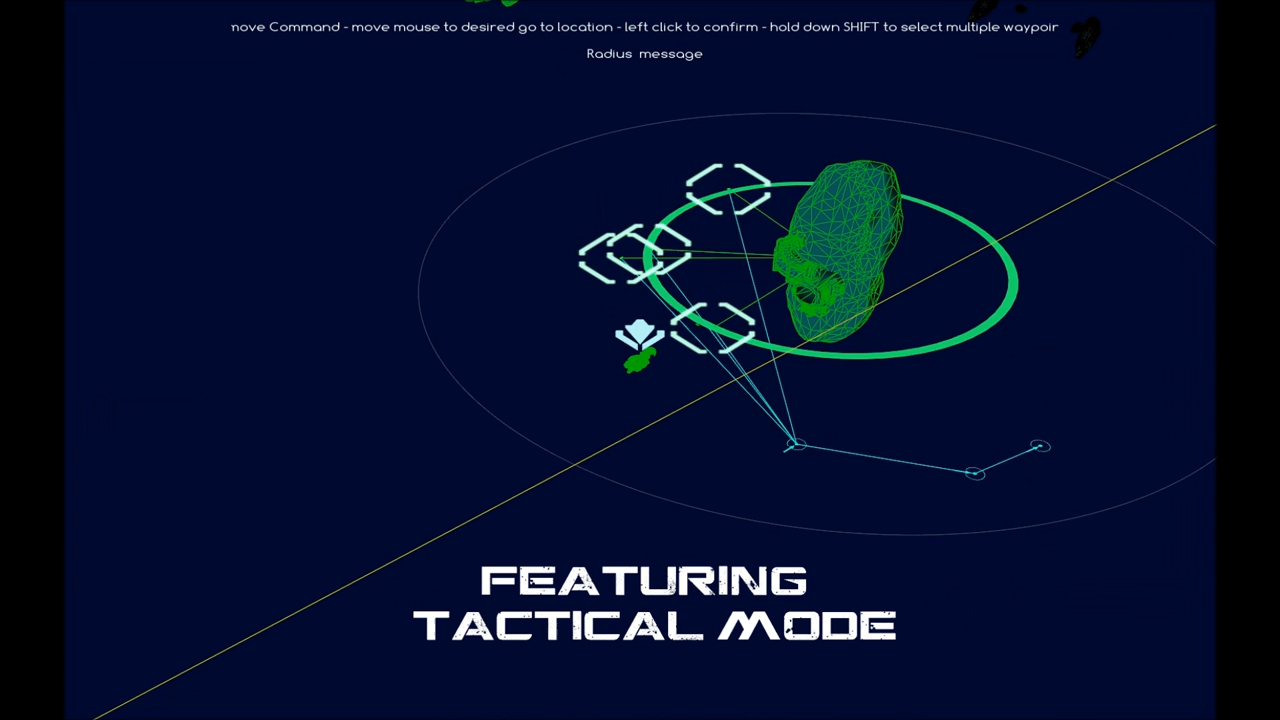 move Command - move mouse to desired go to location - left click to confirm - hold down SHIFT to select multiple waypoir
Radius message
FEATURING
TACTICAL MODE